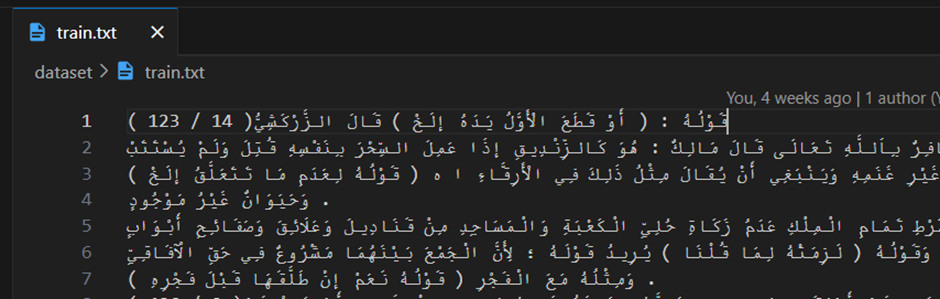 train.txt
dataset > train.txt
You, 4 weeks ago | 1 author
1 قَوْلُهُ : ( أَوْ قَطَعَ الْأَوَّلُ يَدَهُ إلَخْ ) قَالَ الزَّرْكَشِيُّ( 14 / 123 )
2 بِاَللَّهِ تَعَالَى قَالَ مَالِكٌ : هُوَ كَالزِّنْدِيقِ إذَا عَمِلَ السِّحْرَ بِنَفْسِهِ قُتِلَ وَلَمْ يُسْتَتَبْ
3 غَيْرِ غَنَمِهِ وَيَنْبَغِي أَنْ يُقَالَ مِثْلُ ذَلِكَ فِي الْأَرِقَّاءِ ا ه ( قَوْلُهُ لِعَدَمِ مَا تَتَعَلَّقُ إلَخْ )
4 وَحَيَوَانٌ غَيْرُ مَوْجُودٍ .
5 تَمَامِ الْمِلْكِ عَدَمُ زَكَاةِ حُلِيِّ الْكَعْبَةِ وَالْمَسَاجِدِ مِنْ قَنَادِيلَ وَعَلَائِقَ وَصَفَائِحِ أَبْوَابٍ
6 وَقَوْلُهُ ( لَزِمَتْهُ لِمَا قُلْنَا ) يُرِيدُ قَوْلَهُ ؛ لِأَنَّ الْجَمْعَ بَيْنَهُمَا مَشْرُوعٌ فِي حَقِّ الْآفَاقِيِّ
7 وَمِثْلُهُ مَعَ الْفَجْرِ ( قَوْلُهُ نَعَمْ إنْ طَلَّقَهَا قَبْلَ فَجْرِهِ ) .